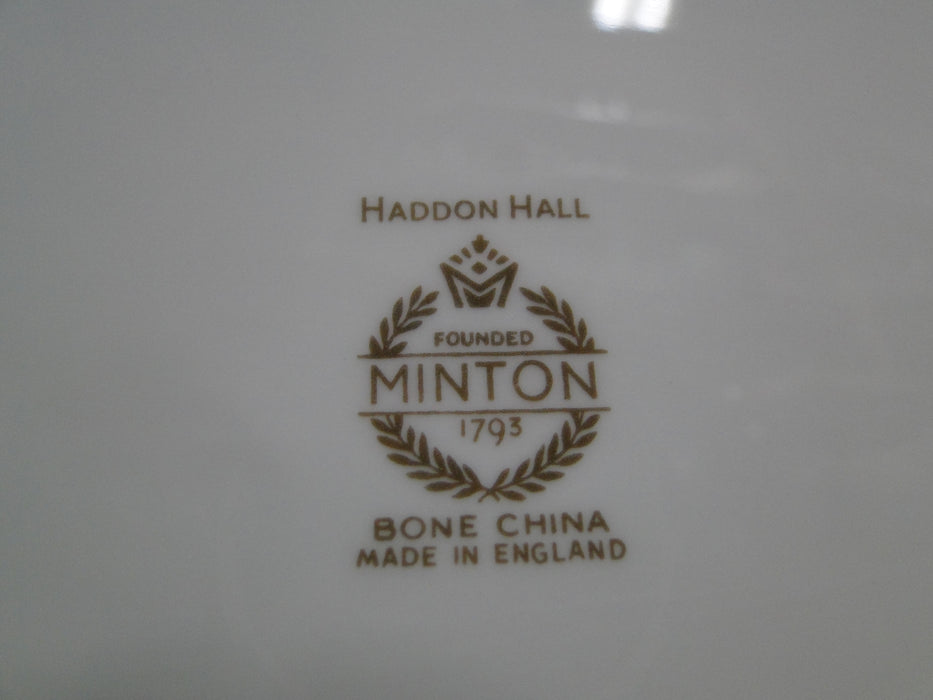 HADDON HALL
FOUNDED
MINTON
1793
BONE CHINA
MADE IN ENGLAND